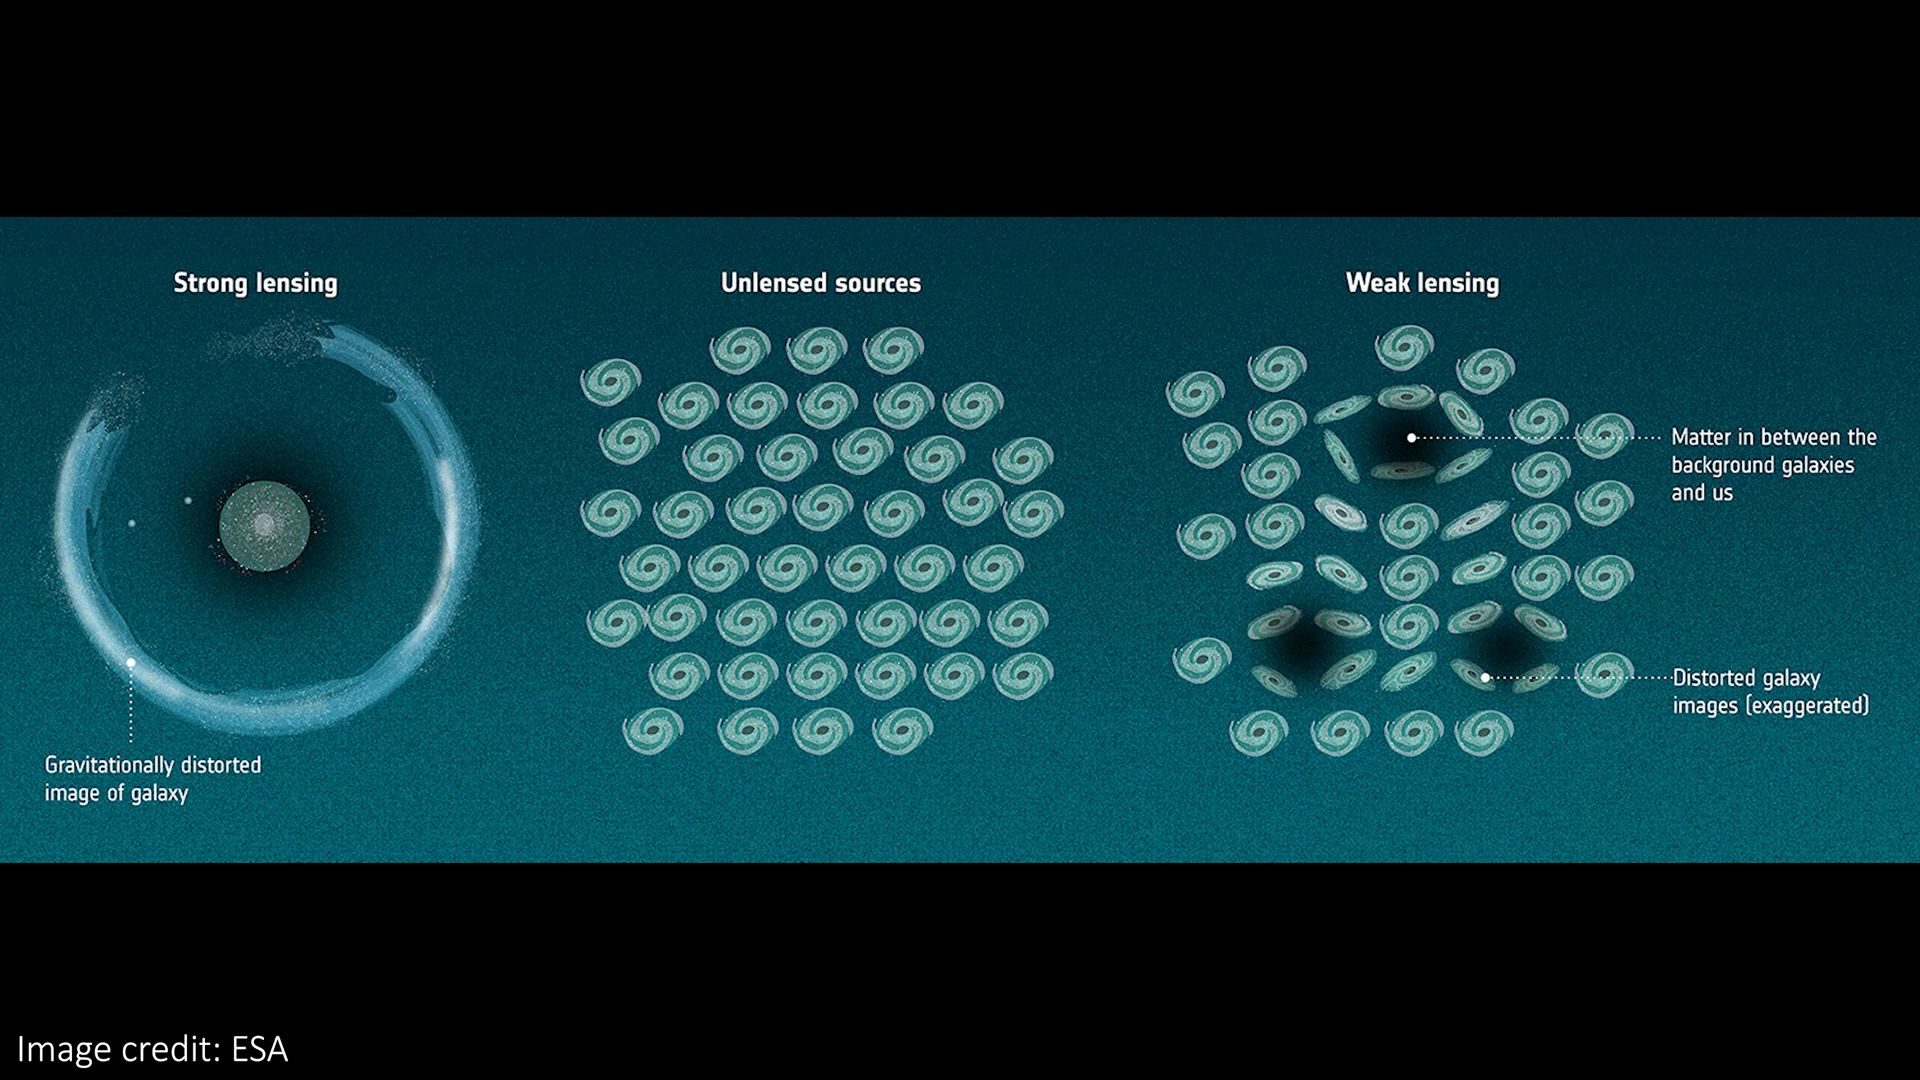 Strong lensing
Unlensed sources
Weak lensing
Matter in between the
background galaxies
and us
Distorted galaxy
images (exaggerated)
Gravitationally distorted
image of galaxy
Image credit: ESA